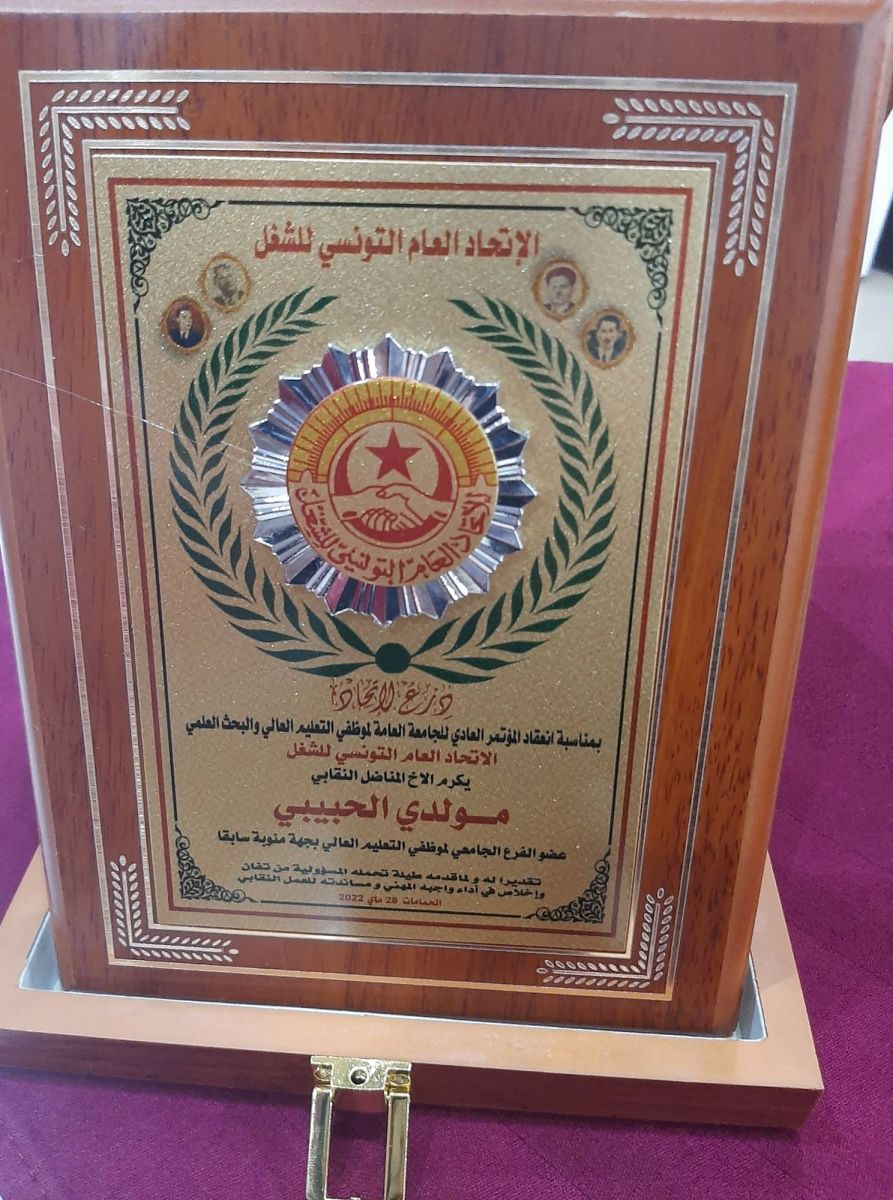 الإتحاد العام التونسي للشغل
الاتحاد العام التونسي للشغل
درع الاتحاد
بمناسبة انعقاد المؤتمر العادي للجامعة العامة لموظفي التعليم العالي والبحث العلمي
الاتحاد العام التونسي للشغل
يكرم الاخ المناضل النقابي
مولدي الحبيبي
عضو الفرع الجامعي لموظفي التعليم العالي بجهة منوبة سابقا
تقديرا له ولماقدمه طيلة تحمله المسؤولية من تفان
وإخلاص في أداء واجبه المهني ومساندته للعمل النقابي
الحمامات 28 ماي 2022